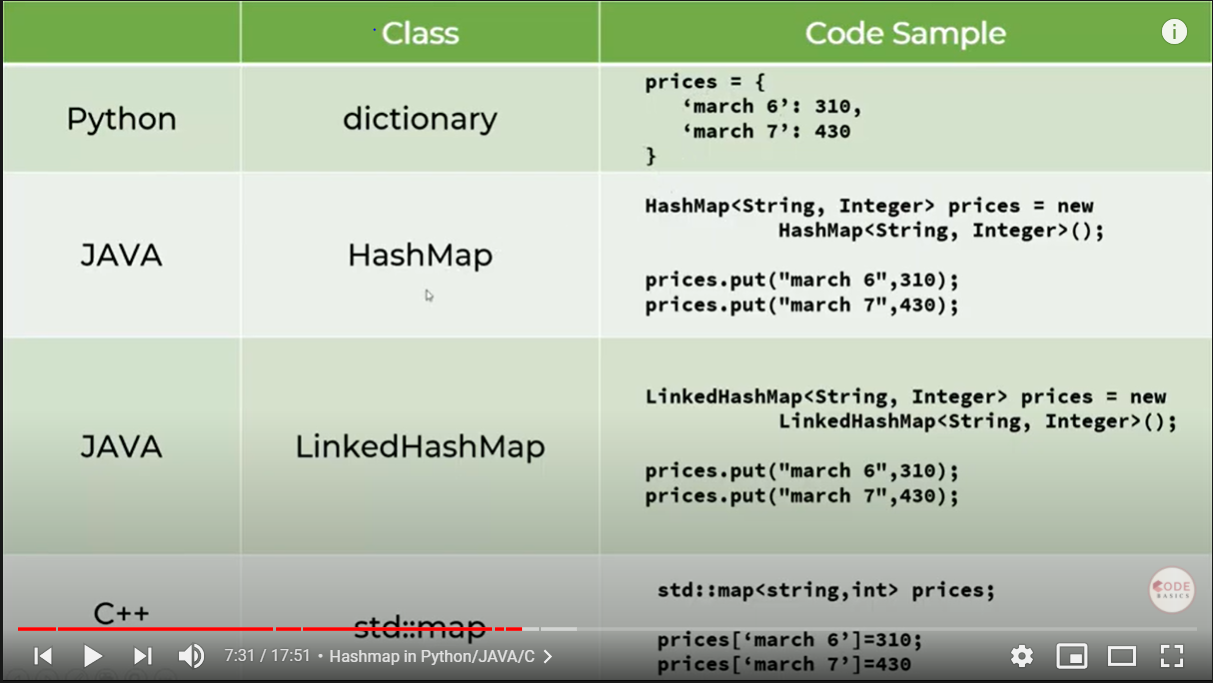 Class
Code Sample
Python
dictionary
prices = {
‘march 6’: 310,
‘march 7’: 430
}
JAVA
HashMap
HashMap<String, Integer> prices = new
HashMap<String, Integer>();
prices.put("march 6",310);
prices.put("march 7",430);
JAVA
LinkedHashMap
LinkedHashMap<String, Integer> prices = new
LinkedHashMap<String, Integer>();
prices.put("march 6",310);
prices.put("march 7",430);
C++
std::map
std::map<string,int> prices;
prices[‘march 6’]=310;
prices[‘march 7’]=430
CODE
BASICS
7:31 / 17:51 • Hashmap in Python/JAVA/C